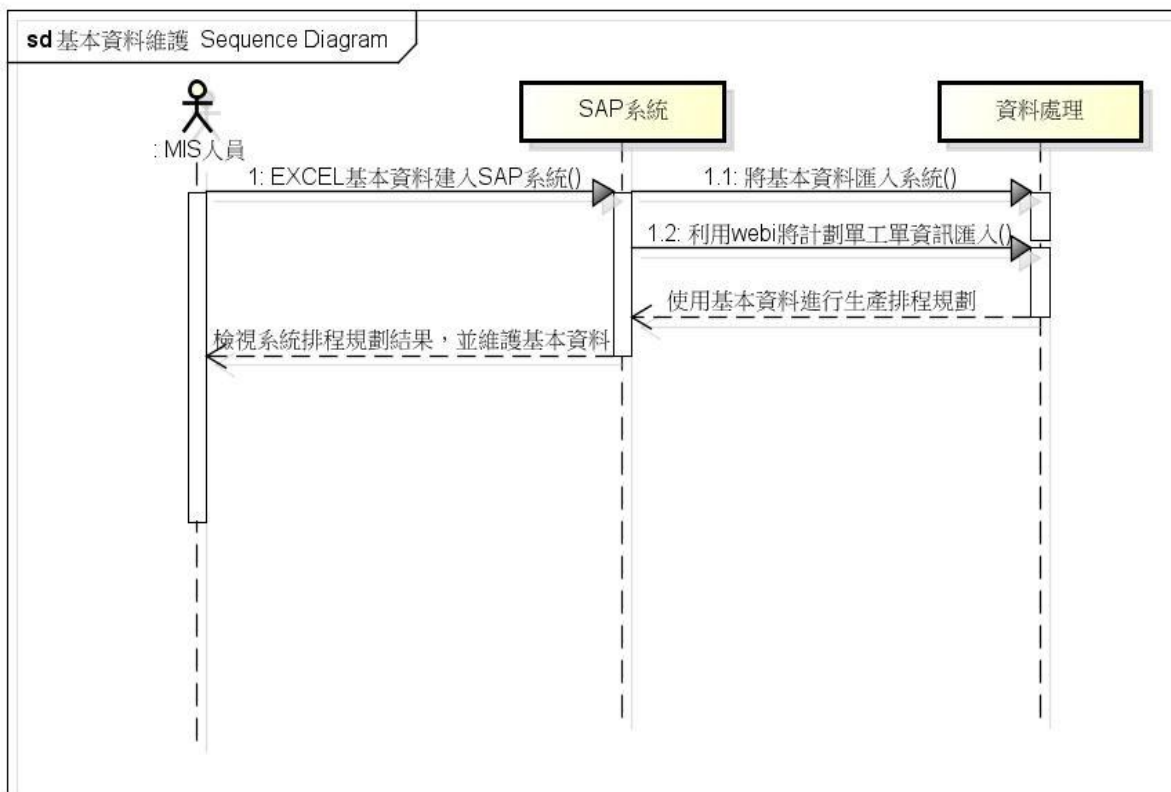 sd 基本資料維護 Sequence Diagram
SAP系統
資料處理
: MIS人員
1: EXCEL基本資料建入SAP系統()
1.1: 將基本資料匯入系統()
1.2: 利用webi將計劃單工單資訊匯入()
使用基本資料進行生產排程規劃
檢視系統排程規劃結果，並維護基本資料